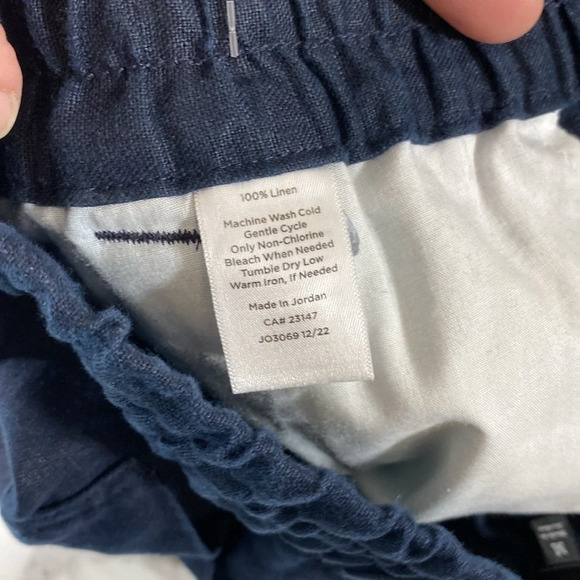 100% Linen
Machine Wash Cold
Gentle Cycle
Only Non-Chlorine
Bleach When Needed
Tumble Dry Low
Warm Iron, If Needed
Made in Jordan
CA# 23147
JO3069 12/22